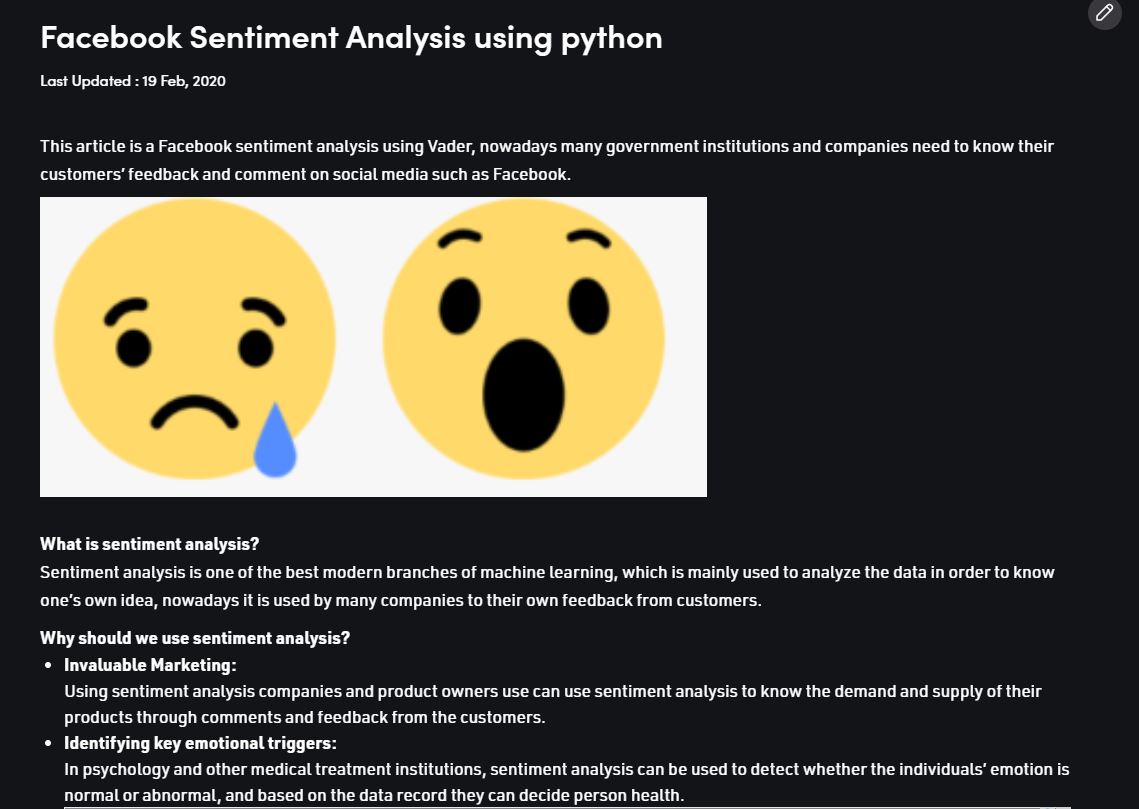 Facebook Sentiment Analysis using python
Last Updated : 19 Feb, 2020
This article is a Facebook sentiment analysis using Vader, nowadays many government institutions and companies need to know their
customers’ feedback and comment on social media such as Facebook.
What is sentiment analysis?
Sentiment analysis is one of the best modern branches of machine learning, which is mainly used to analyze the data in order to know
one’s own idea, nowadays it is used by many companies to their own feedback from customers.
Why should we use sentiment analysis?
• Invaluable Marketing:
Using sentiment analysis companies and product owners use can use sentiment analysis to know the demand and supply of their
products through comments and feedback from the customers.
• Identifying key emotional triggers:
In psychology and other medical treatment institutions, sentiment analysis can be used to detect whether the individuals’ emotion is
normal or abnormal, and based on the data record they can decide person health.